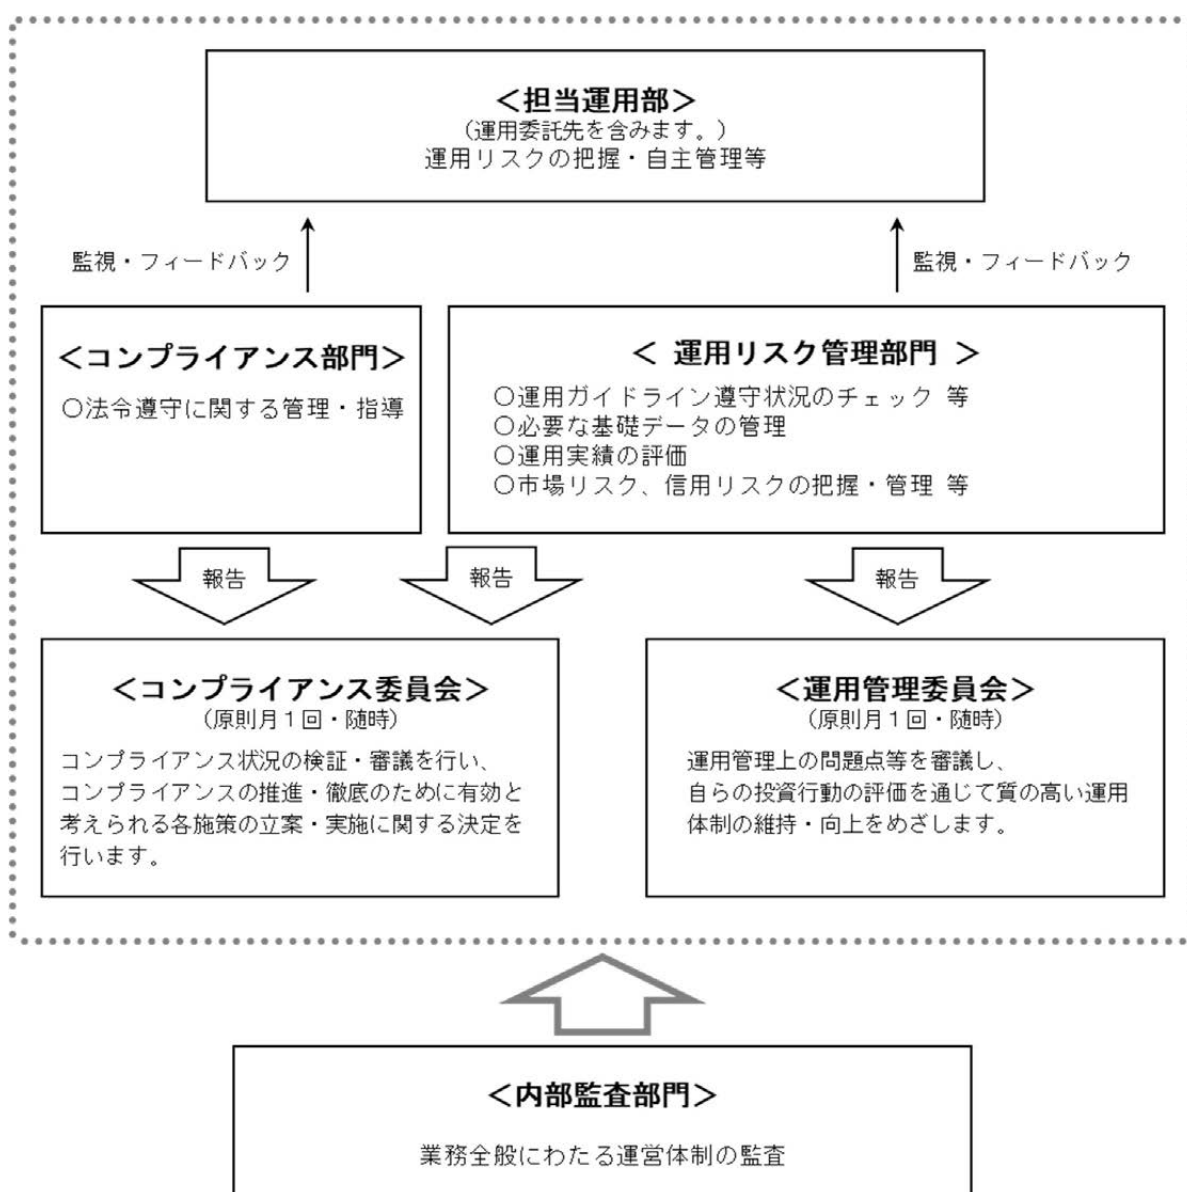 ＜担当運用部＞
（運用委託先を含みます。）
運用リスクの把握・自主管理等
監視・フィードバック
監視・フィードバック
＜コンプライアンス部門＞
○法令遵守に関する管理・指導
＜ 運用リスク管理部門 ＞
○運用ガイドライン遵守状況のチェック 等
○必要な基礎データの管理
○運用実績の評価
○市場リスク、信用リスクの把握・管理 等
報告
報告
報告
＜コンプライアンス委員会＞
（原則月１回・随時）
コンプライアンス状況の検証・審議を行い、
コンプライアンスの推進・徹底のために有効と
考えられる各施策の立案・実施に関する決定を
行います。
＜運用管理委員会＞
（原則月１回・随時）
運用管理上の問題点等を審議し、
自らの投資行動の評価を通じて質の高い運用
体制の維持・向上をめざします。
＜内部監査部門＞
業務全般にわたる運営体制の監査